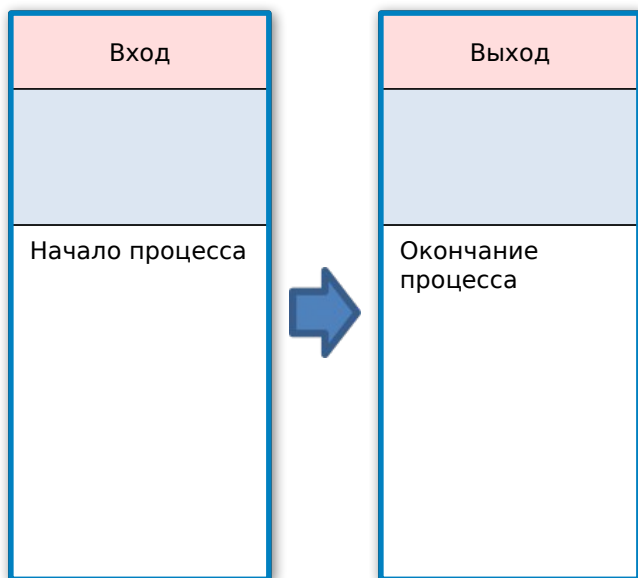 Вход
Начало процесса
Выход
Окончание
процесса